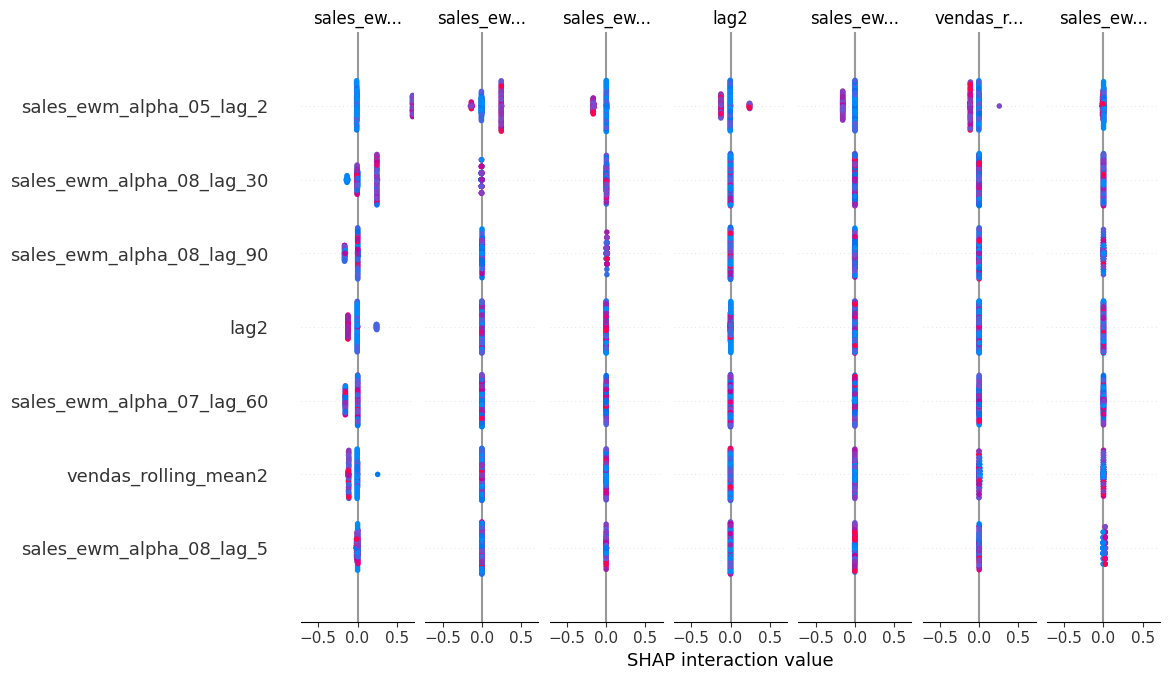 sales_ew... sales_ew... sales_ew... lag2 sales_ew... vendas_r... sales_ew...
sales_ewm_alpha_05_lag_2
sales_ewm_alpha_08_lag_30
sales_ewm_alpha_08_lag_90
lag2
sales_ewm_alpha_07_lag_60
vendas_rolling_mean2
sales_ewm_alpha_08_lag_5
−0.5 0.0 0.5 −0.5 0.0 0.5 −0.5 0.0 0.5 −0.5 0.0 0.5 −0.5 0.0 0.5 −0.5 0.0 0.5 −0.5 0.0 0.5
SHAP interaction value